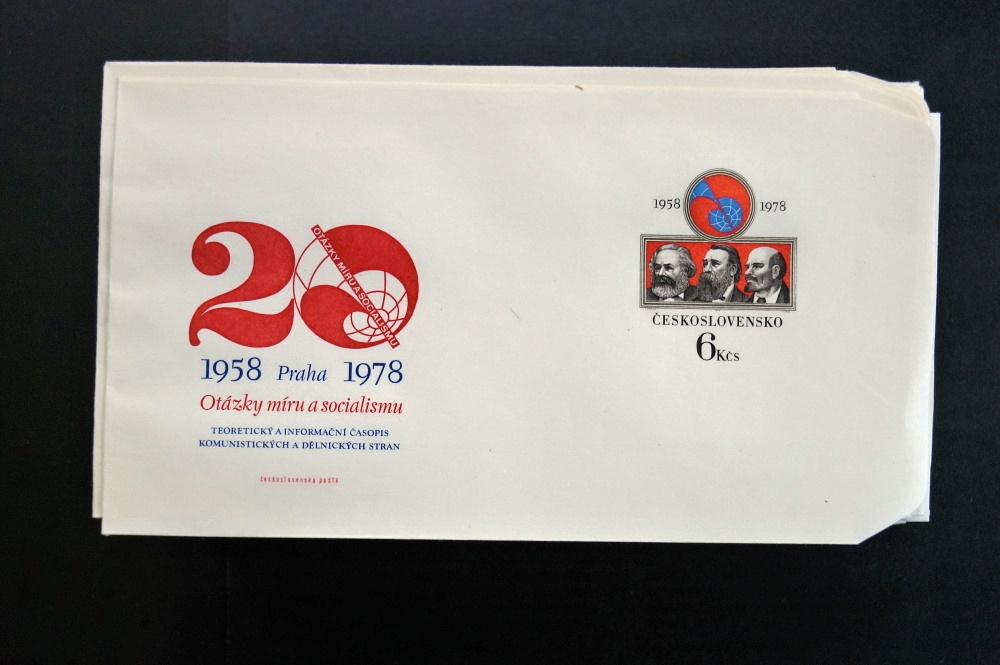 1958 1978
20
OTÁZKY MÍRU A SOCIALISMU
ČESKOSLOVENSKO
6Kčs
1958 Praha 1978
Otázky míru a socialismu
TEORETICKÝ A INFORMAČNÍ ČASOPIS
KOMUNISTICKÝCH A DĚLNICKÝCH STRAN
československá pošta